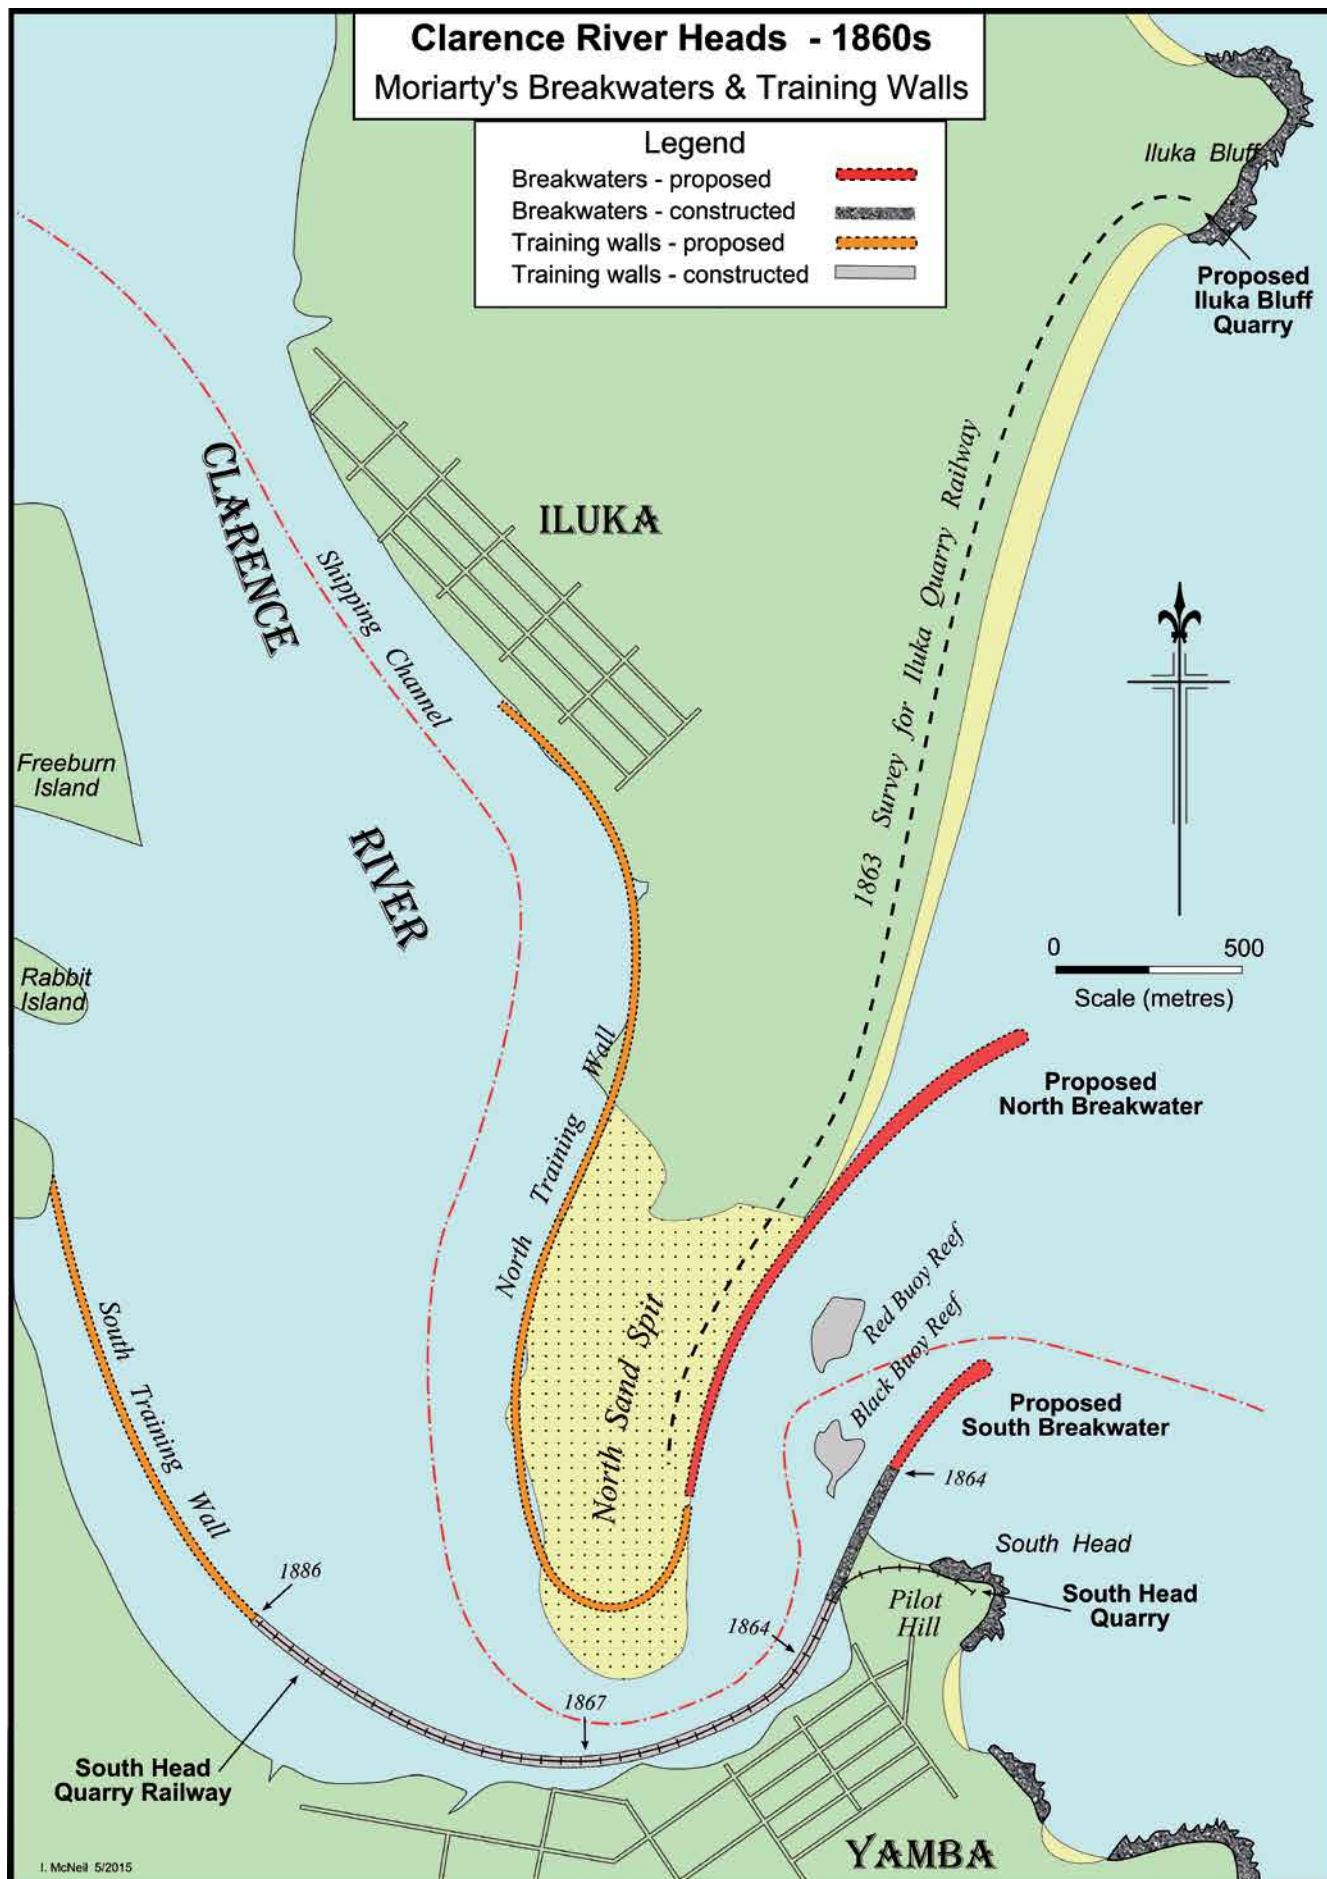 Clarence River Heads - 1860s
Moriarty's Breakwaters & Training Walls
Legend
Breakwaters - proposed
Breakwaters - constructed
Training walls - proposed
Training walls - constructed
Iluka Bluff
Proposed
Iluka Bluff
Quarry
CLARENCE
RIVER
Shipping Channel
ILUKA
1863 Survey for Iluka Quarry Railway
Freeburn
Island
Rabbit
Island
0 500
Scale (metres)
Proposed
North Breakwater
North Training Wall
North Sand Spit
Red Buoy Reef
Black Buoy Reef
Proposed
South Breakwater
1864
South Head
South Head
Quarry
Pilot
Hill
South Training Wall
1886
1864
1867
South Head
Quarry Railway
YAMBA
I. McNeil 5/2015